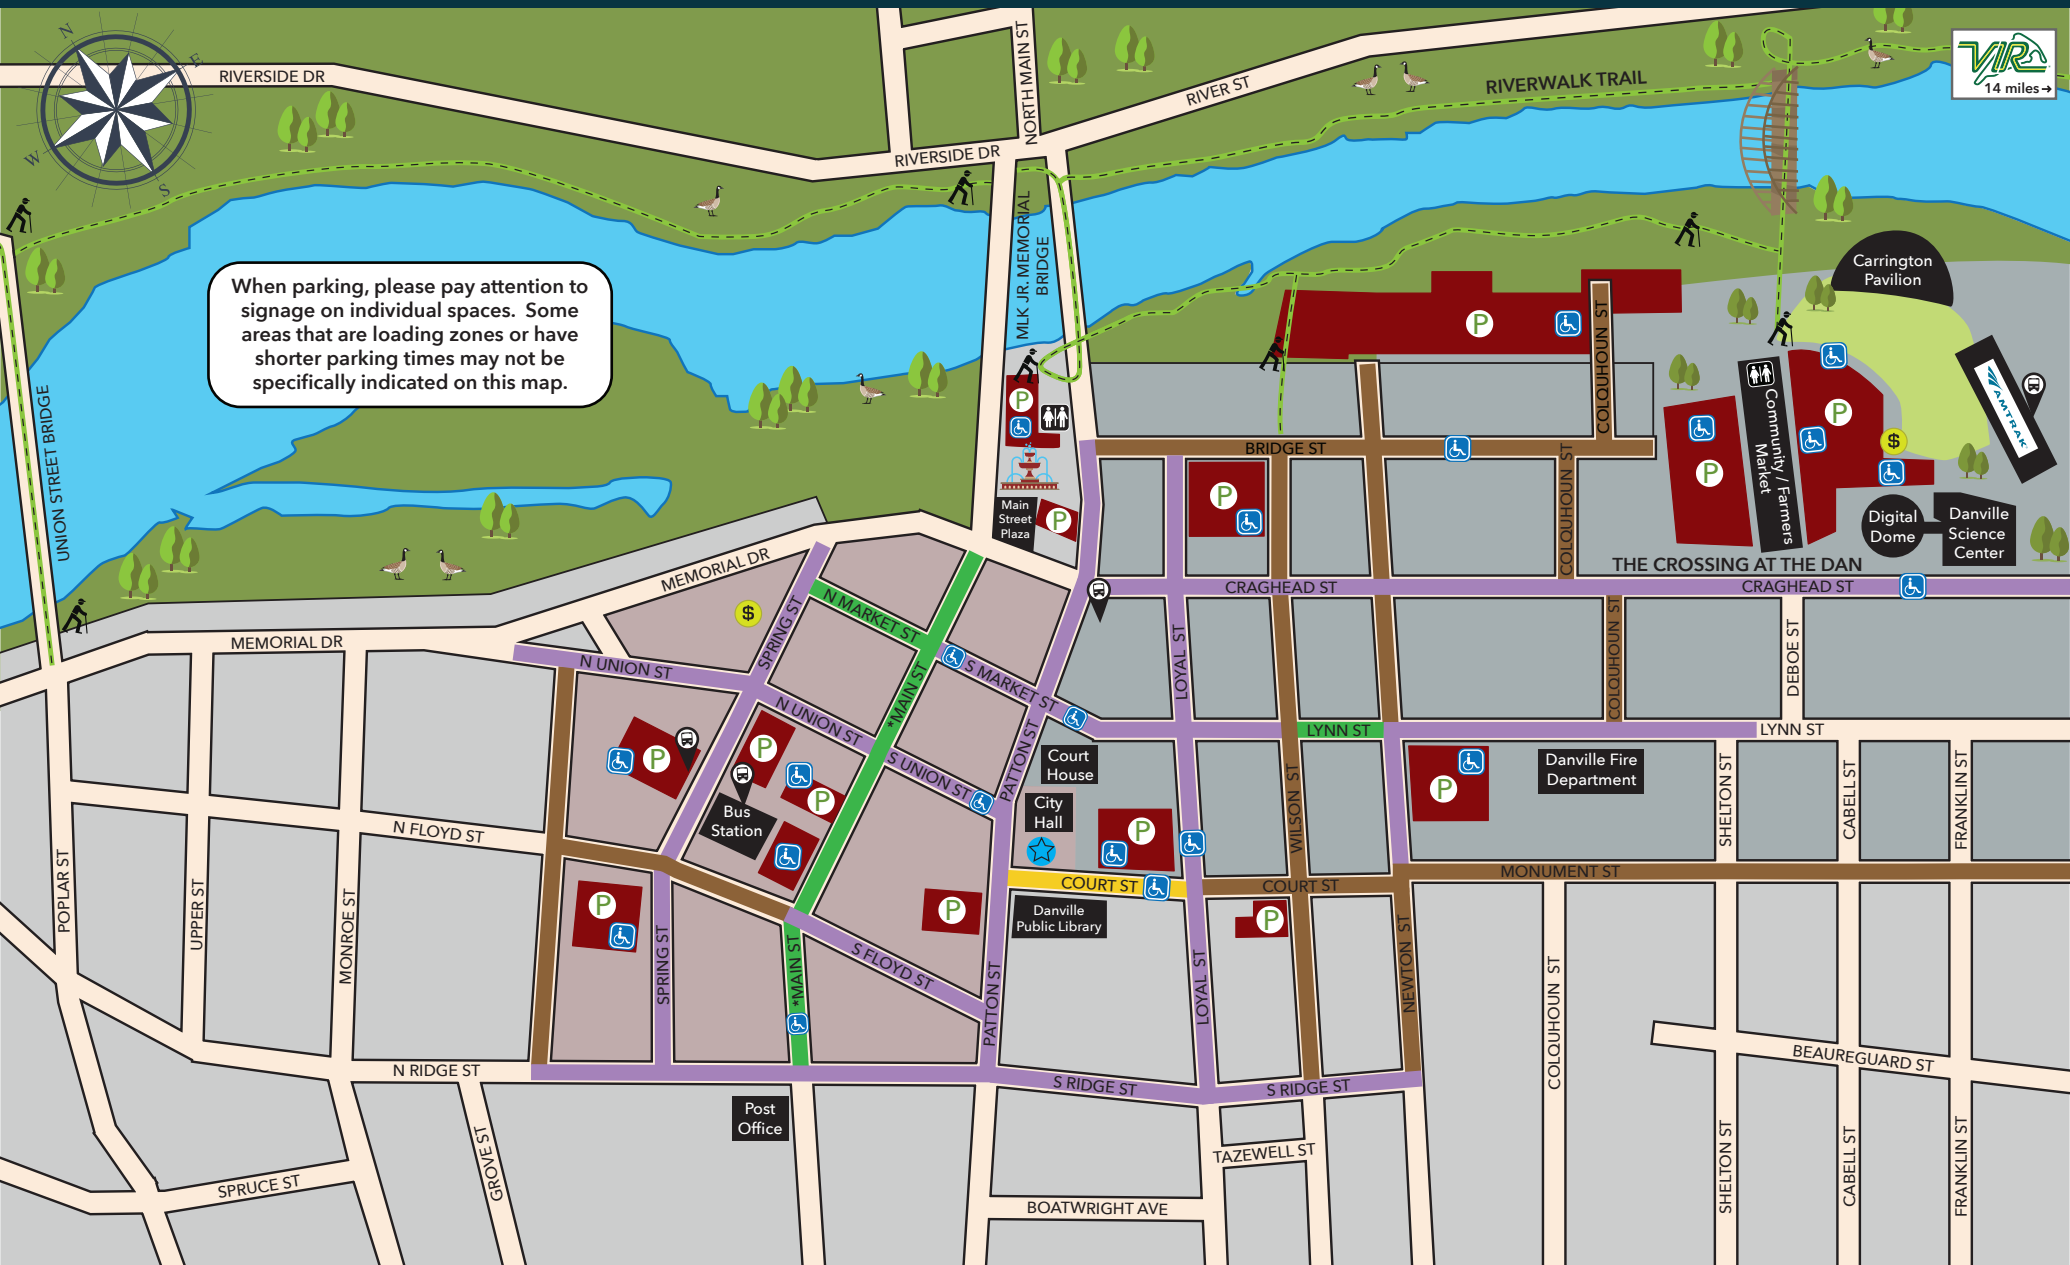 N
E
W
S
RIVERSIDE DR
NORTH MAIN ST
RIVER ST
RIVERWALK TRAIL
VIR
14 miles
RIVERSIDE DR
MLK JR. MEMORIAL
BRIDGE
When parking, please pay attention to
signage on individual spaces. Some
areas that are loading zones or have
shorter parking times may not be
specifically indicated on this map.
UNION STREET BRIDGE
Carrington
Pavilion
P
COLQUHOUN ST
AMTRAK
P
P
P
Community / Farmers
Market
$
BRIDGE ST
COLQUHOUN ST
P
Main
Street
Plaza
P
Digital
Dome
Danville
Science
Center
THE CROSSING AT THE DAN
MEMORIAL DR
CRAGHEAD ST
CRAGHEAD ST
MEMORIAL DR
$
SPRING ST
N MARKET ST
S MARKET ST
*MAIN ST
LOYAL ST
COLQUHOUN ST
DEBOE ST
N UNION ST
N UNION ST
S UNION ST
PATTON ST
LYNN ST
LYNN ST
P
P
P
Bus
Station
Court
House
City
Hall
P
WILSON ST
P
Danville Fire
Department
SHELTON ST
CABELL ST
FRANKLIN ST
N FLOYD ST
POPLAR ST
UPPER ST
MONROE ST
P
P
COURT ST
COURT ST
MONUMENT ST
Danville
Public Library
P
SPRING ST
*MAIN ST
S FLOYD ST
PATTON ST
LOYAL ST
NEWTON ST
COLQUHOUN ST
BEAUREGUARD ST
N RIDGE ST
S RIDGE ST
S RIDGE ST
Post
Office
GROVE ST
SPRUCE ST
TAZEWELL ST
BOATWRIGHT AVE
SHELTON ST
CABELL ST
FRANKLIN ST